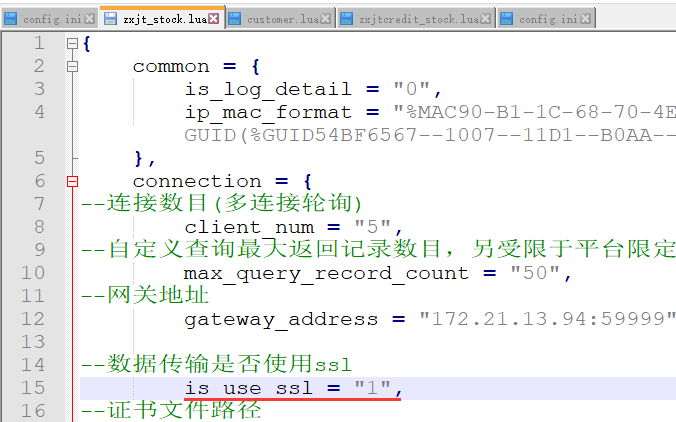 config.ini zxjt_stock.lua customer.lua zxjtcredit_stock.lua config.ini
1 {
2 common = {
3 is_log_detail = "0",
4 ip_mac_format = "%MAC90-B1-1C-68-70-4E
GUID(%GUID54BF6567--1007--11D1--B0AA--
5 },
6 connection = {
7 --连接数目(多连接轮询)
8 client_num = "5",
9 --自定义查询最大返回记录数目，另受限于平台限定
10 max_query_record_count = "50",
11 --网关地址
12 gateway_address = "172.21.13.94:59999"
13
14 --数据传输是否使用ssl
15 is_use_ssl = "1",
16 --证书文件路径